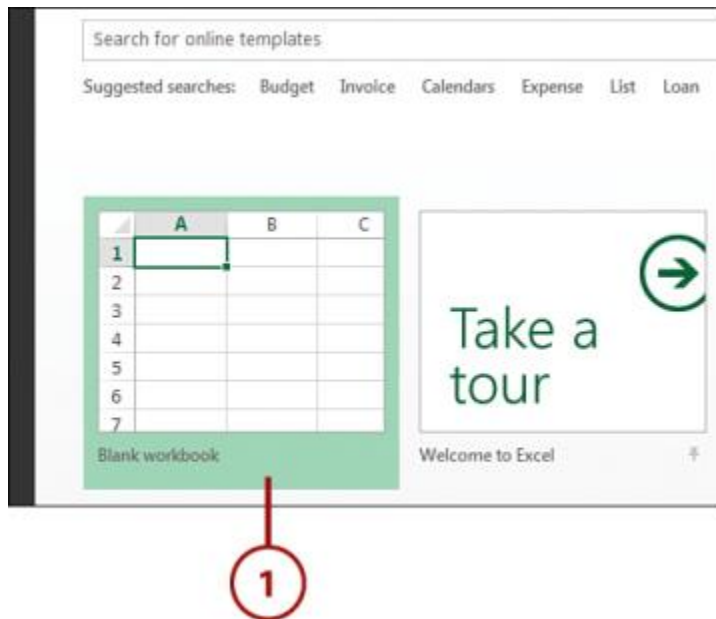 Search for online templates
Suggested searches: Budget Invoice Calendars Expense List Loan
A B C
1
2
3
4
5
6
7
Blank workbook
Take a
tour
Welcome to Excel
1